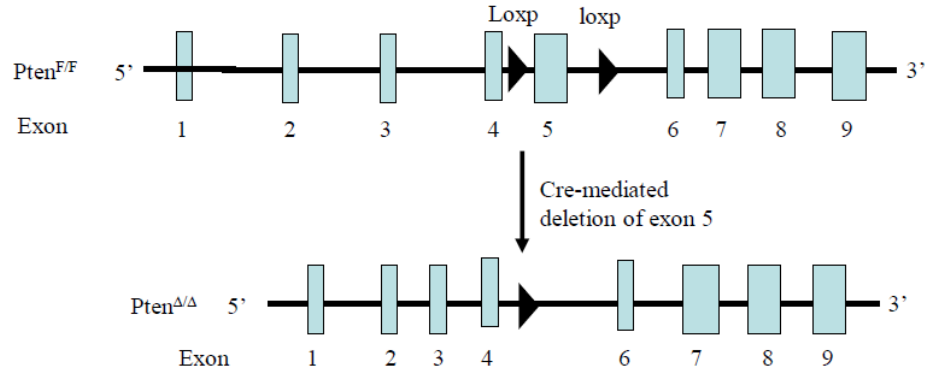 Loxp loxp
Pten^F/F 5’ 3’
Exon 1 2 3 4 5 6 7 8 9
Cre-mediated
deletion of exon 5
Pten^Δ/Δ 5’ 3’
Exon 1 2 3 4 6 7 8 9